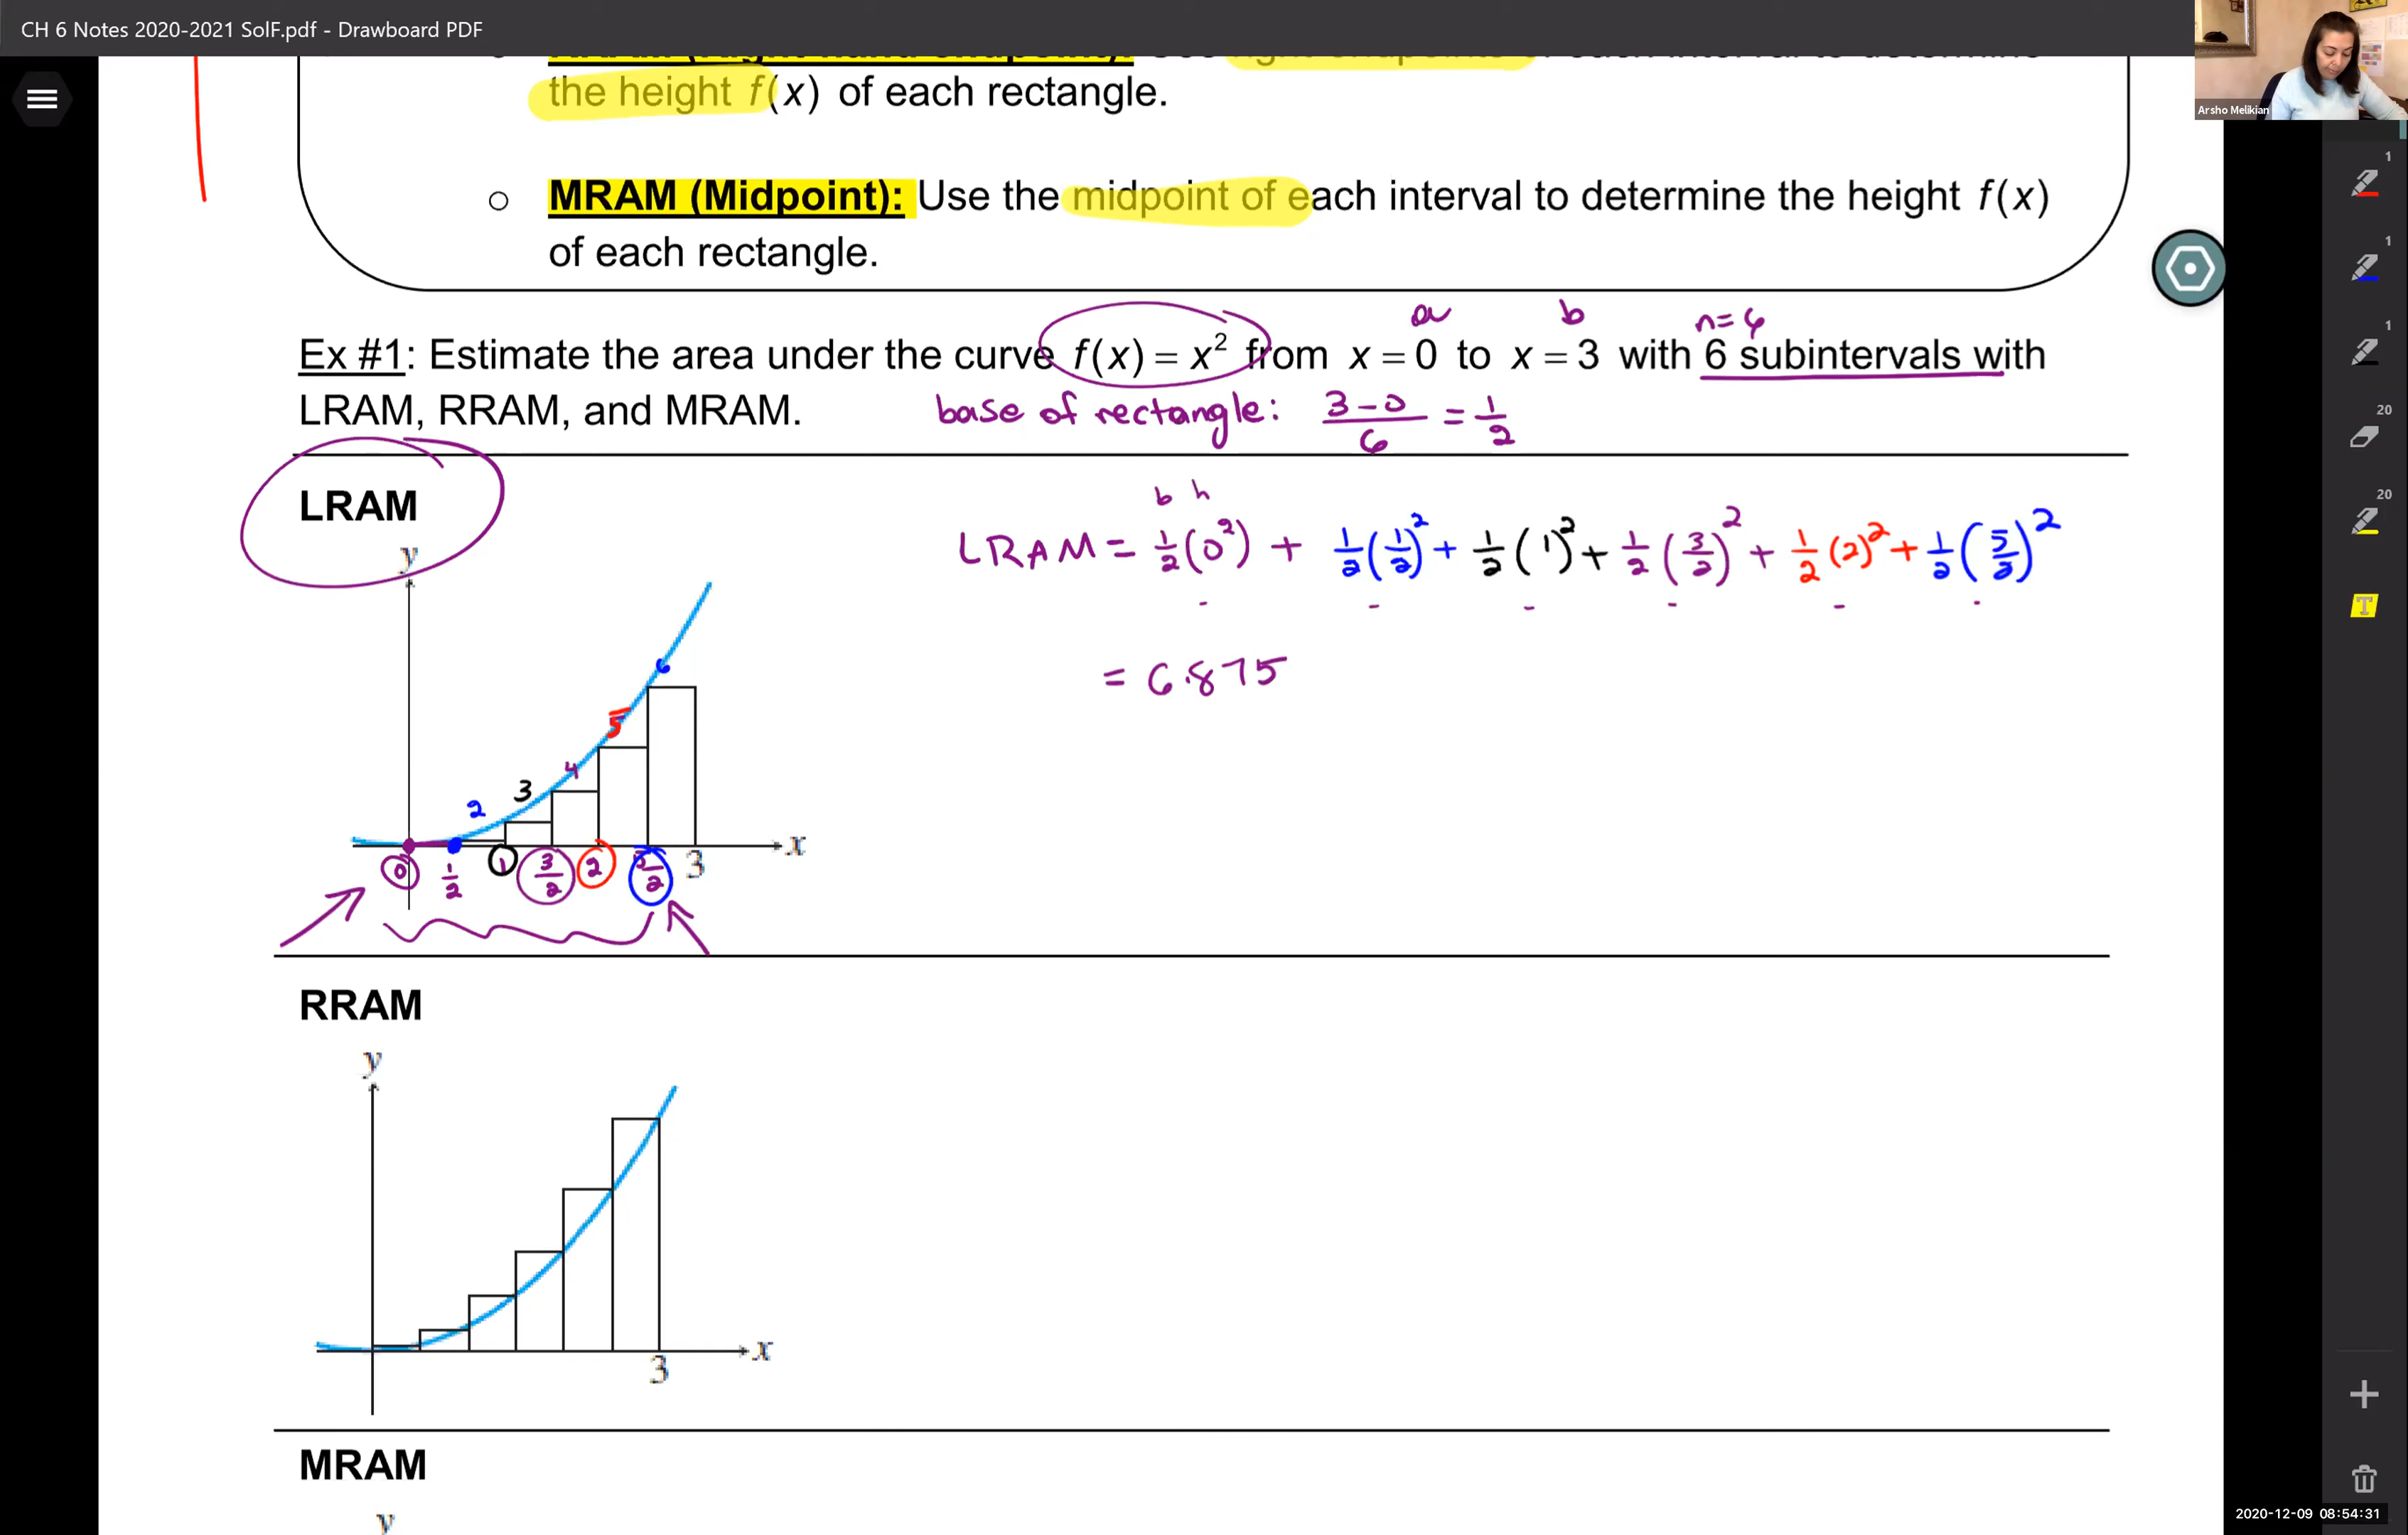 CH 6 Notes 2020-2021 SolF.pdf - Drawboard PDF
Arsho Melikian
the height f(x) of each rectangle.
MRAM (Midpoint): Use the midpoint of each interval to determine the height f(x)
of each rectangle.
a b n=6
Ex #1: Estimate the area under the curve f(x) = x² from x = 0 to x = 3 with 6 subintervals with
LRAM, RRAM, and MRAM. base of rectangle: (3-0)/6 = 1/2
LRAM
b h
LRAM = 1/2(0²) + 1/2(1/2)² + 1/2(1)² + 1/2(3/2)² + 1/2(2)² + 1/2(5/2)²
= 6.875
y
6
5
4
3
2
x
0 1/2 1 3/2 2 5/2 3
RRAM
y
x
3
MRAM
y
1
1
1
20
20
T
2020-12-09 08:54:31